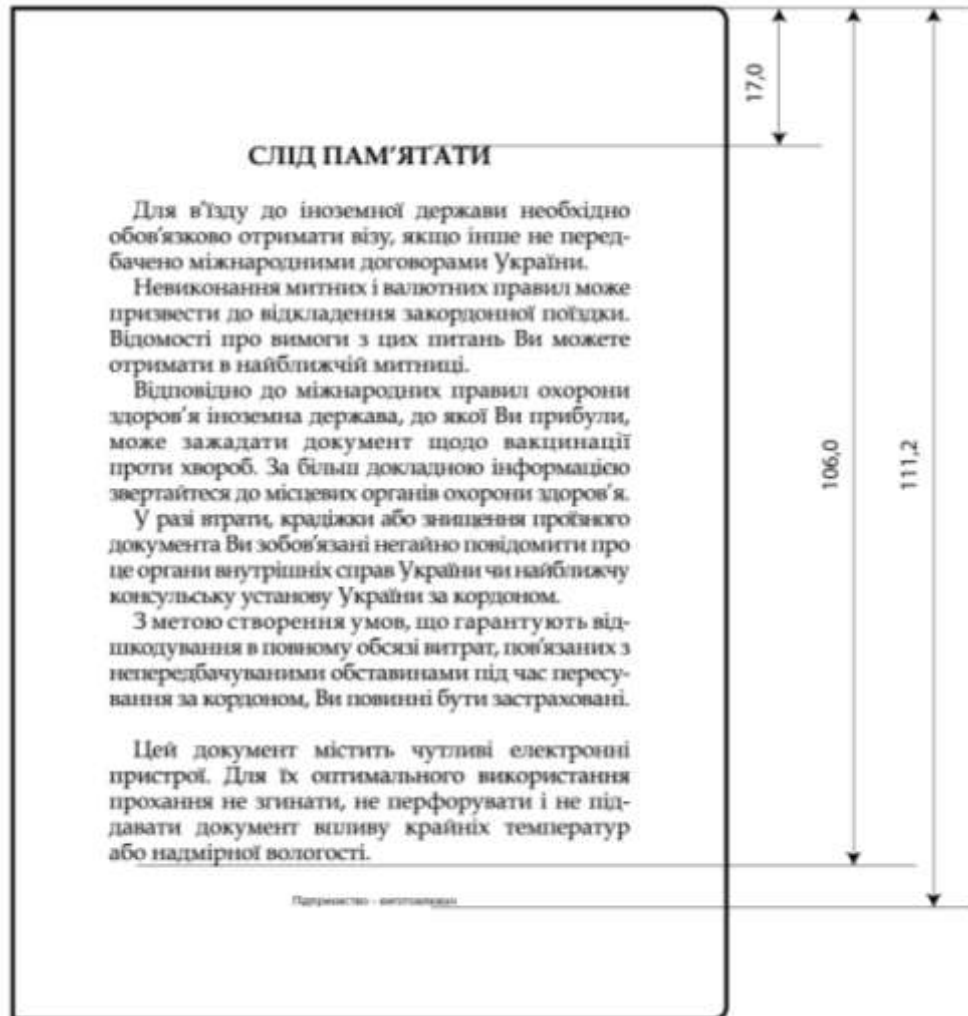 17,0
СЛІД ПАМ’ЯТАТИ
Для в’їзду до іноземної держави необхідно
обов’язково отримати візу, якщо інше не перед-
бачено міжнародними договорами України.
Невиконання митних і валютних правил може
призвести до відкладення закордонної поїздки.
Відомості про вимоги з цих питань Ви можете
отримати в найближчій митниці.
Відповідно до міжнародних правил охорони
здоров’я іноземна держава, до якої Ви прибули,
може зажадати документ щодо вакцинації
проти хвороб. За більш докладною інформацією
звертайтеся до місцевих органів охорони здоров’я.
У разі втрати, крадіжки або знищення проїзного
документа Ви зобов’язані негайно повідомити про
це органи внутрішніх справ України чи найближчу
консульську установу України за кордоном.
З метою створення умов, що гарантують від-
шкодування в повному обсязі витрат, пов’язаних з
непередбачуваними обставинами під час пересу-
вання за кордоном, Ви повинні бути застраховані.
Цей документ містить чутливі електронні
пристрої. Для їх оптимального використання
прохання не згинати, не перфорувати і не під-
давати документ впливу крайніх температур
або надмірної вологості.
Підприємство – виготовлювач
106,0
111,2